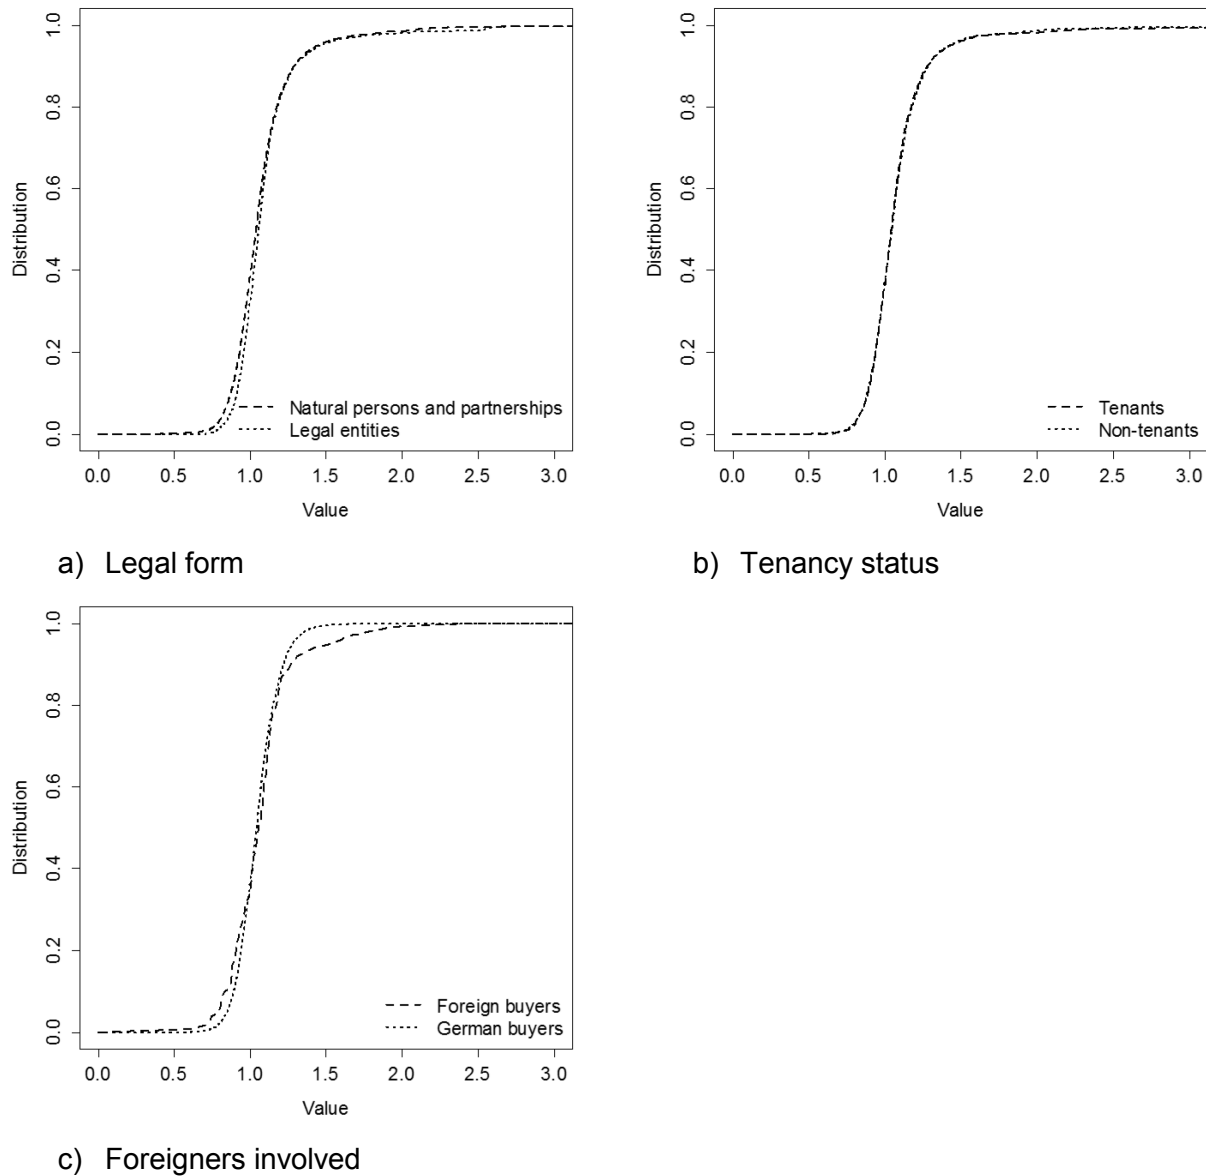 Distribution
1.0
0.8
0.6
0.4
0.2
0.0
Natural persons and partnerships
Legal entities
0.0 0.5 1.0 1.5 2.0 2.5 3.0
Value
a) Legal form
Distribution
1.0
0.8
0.6
0.4
0.2
0.0
Tenants
Non-tenants
0.0 0.5 1.0 1.5 2.0 2.5 3.0
Value
b) Tenancy status
Distribution
1.0
0.8
0.6
0.4
0.2
0.0
Foreign buyers
German buyers
0.0 0.5 1.0 1.5 2.0 2.5 3.0
Value
c) Foreigners involved